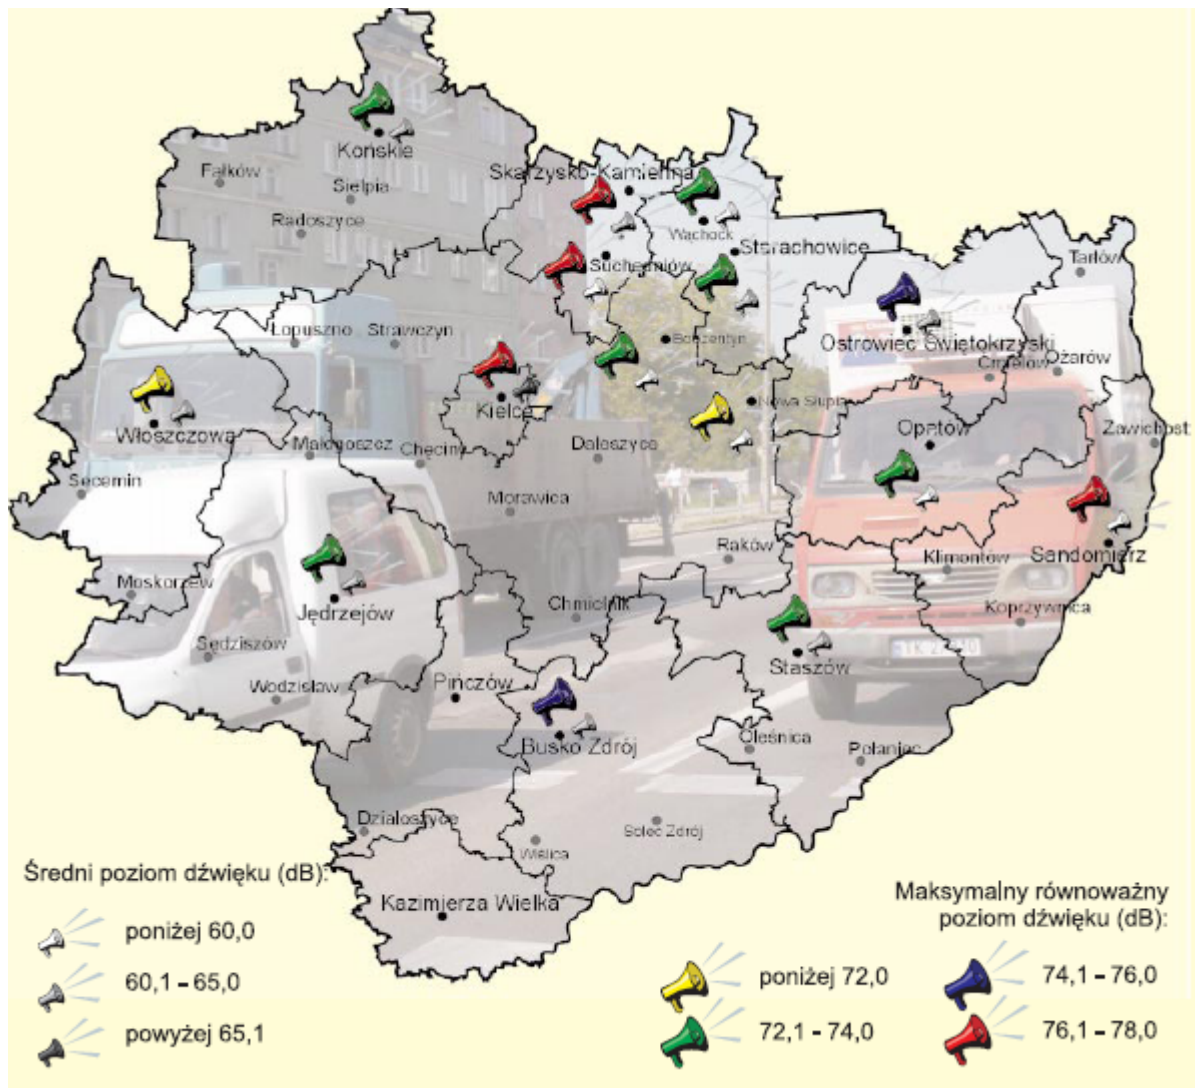 Końskie
Fałków
Sielpia
Radoszyce
Skarżysko-Kamienna
Wąchock
Starachowice
Suchedniów
Tarłów
Łopuszno
Strawczyn
Bodzentyn
Ostrowiec Świętokrzyski
Ćmielów
Ożarów
Kielce
Nowa Słupia
Włoszczowa
Małogoszcz
Chęciny
Daleszyce
Opatów
Zawichost
Secemin
Morawica
Raków
Klimontów
Sandomierz
Moskorzew
Jędrzejów
Chmielnik
Koprzywnica
Sędziszów
Staszów
Wodzisław
Pińczów
Busko Zdrój
Oleśnica
Połaniec
Działoszyce
Solec Zdrój
Wiślica
Kazimierza Wielka
Średni poziom dźwięku (dB):
poniżej 60,0
60,1 – 65,0
powyżej 65,1
Maksymalny równoważny
poziom dźwięku (dB):
poniżej 72,0
72,1 – 74,0
74,1 – 76,0
76,1 – 78,0